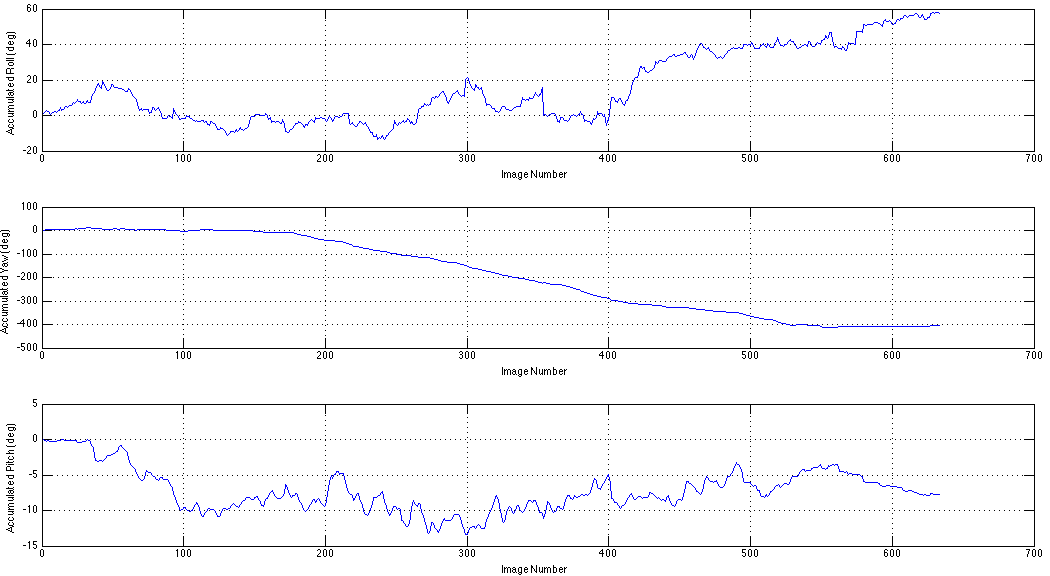 60
40
20
0
-20
Accumulated Roll (deg)
0 100 200 300 400 500 600 700
Image Number
100
0
-100
-200
-300
-400
-500
Accumulated Yaw (deg)
0 100 200 300 400 500 600 700
Image Number
5
0
-5
-10
-15
Accumulated Pitch (deg)
0 100 200 300 400 500 600 700
Image Number